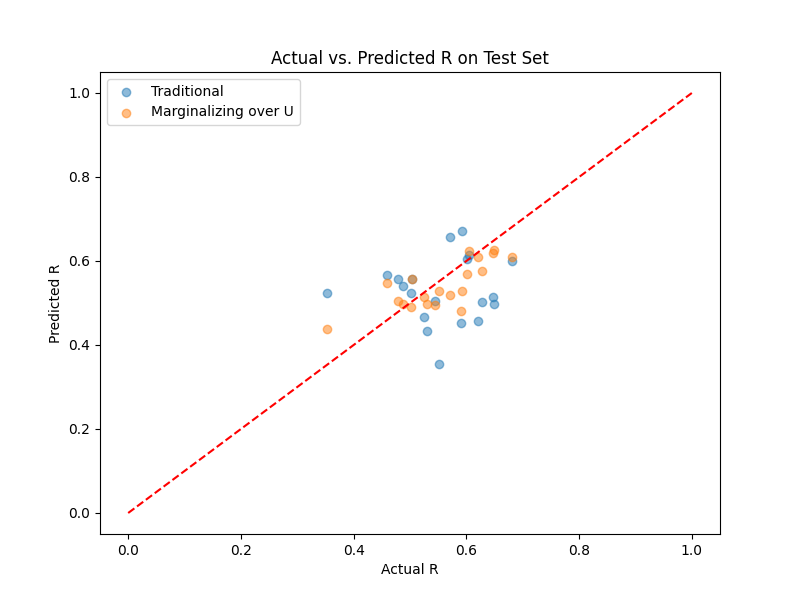 Actual vs. Predicted R on Test Set
Traditional
Marginalizing over U
1.0
0.8
0.6
0.4
0.2
0.0
Predicted R
0.0 0.2 0.4 0.6 0.8 1.0
Actual R